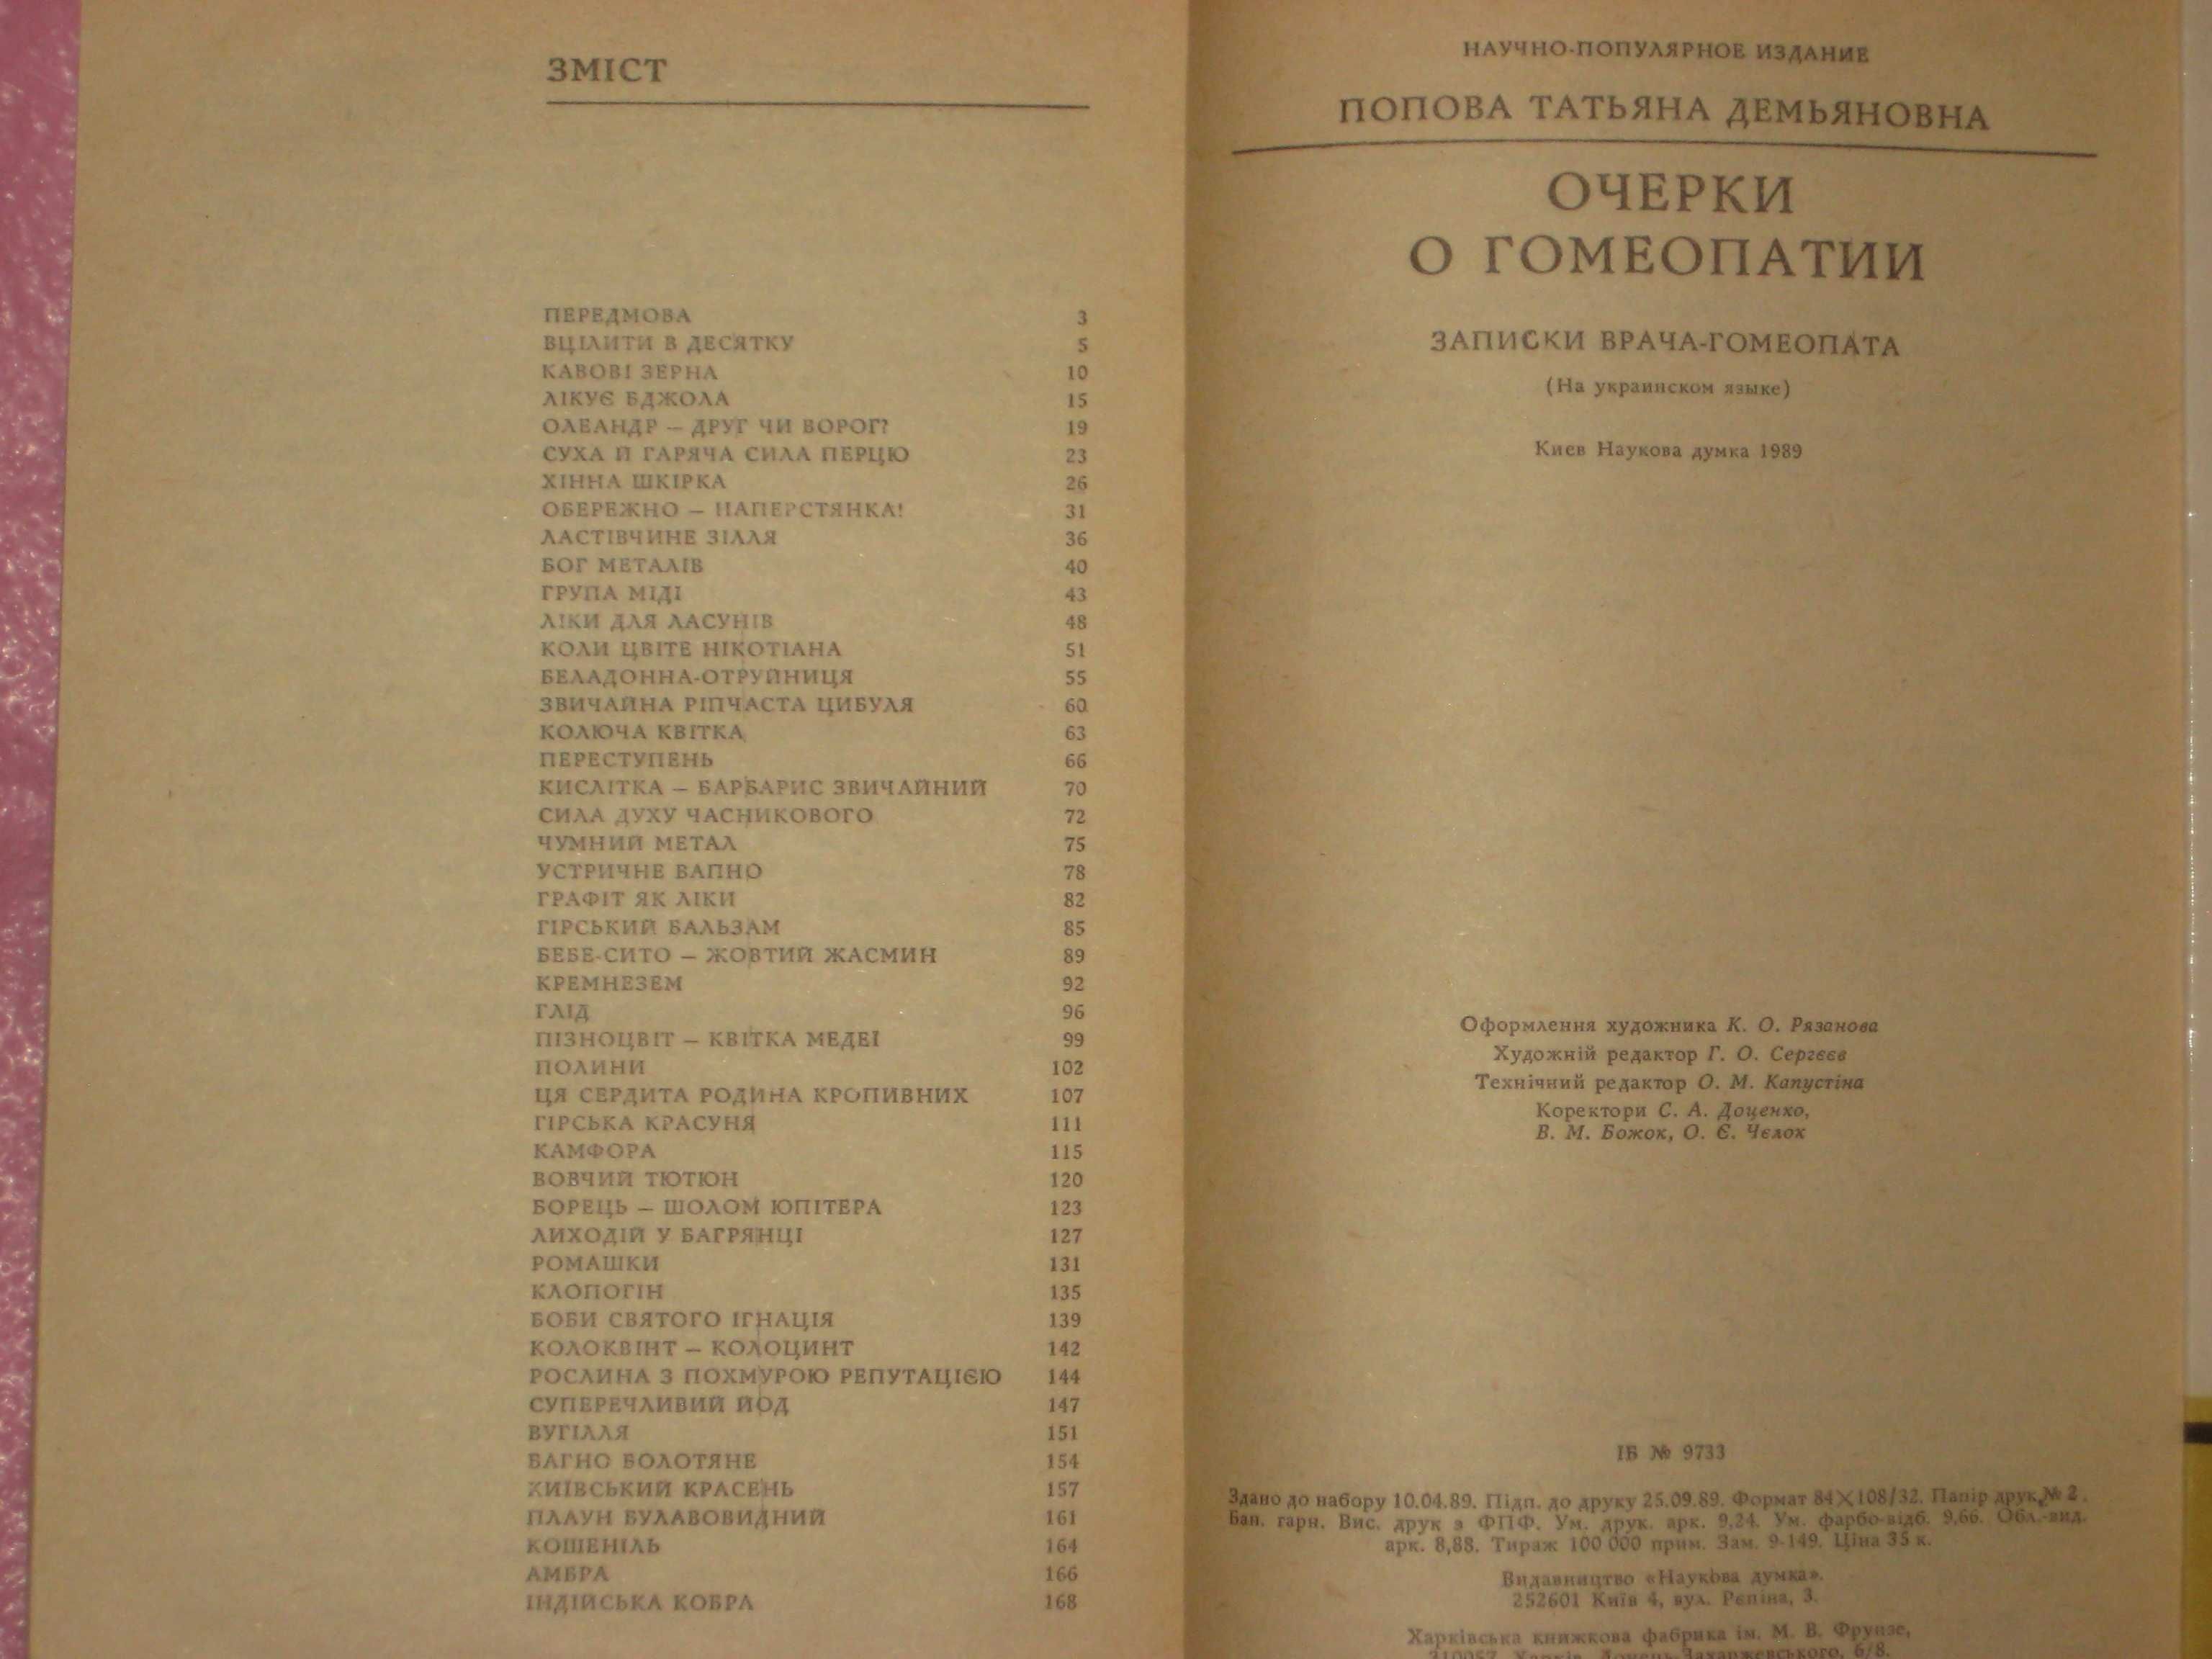 ЗМІСТ
ПЕРЕДМОВА 3
ВЦІЛИТИ В ДЕСЯТКУ 5
КАВОВІ ЗЕРНА 10
ЛІКУЄ БДЖОЛА 15
ОЛЕАНДР — ДРУГ ЧИ ВОРОГ? 19
СУХА Й ГАРЯЧА СИЛА ПЕРЦЮ 23
ХІННА ШКІРКА 26
ОБЕРЕЖНО — НАПЕРСТЯНКА! 31
ЛАСТІВЧИНЕ ЗІЛЛЯ 36
БОГ МЕТАЛІВ 40
ГРУПА МІДІ 43
ЛІКИ ДЛЯ ЛАСУНІВ 48
КОЛИ ЦВІТЕ НІКОТІАНА 51
БЕЛАДОННА-ОТРУЙНИЦЯ 55
ЗВИЧАЙНА РІПЧАСТА ЦИБУЛЯ 60
КОЛЮЧА КВІТКА 63
ПЕРЕСТУПЕНЬ 66
КИСЛІТКА — БАРБАРИС ЗВИЧАЙНИЙ 70
СИЛА ДУХУ ЧАСНИКОВОГО 72
ЧУМНИЙ МЕТАЛ 75
УСТРИЧНЕ ВАПНО 78
ГРАФІТ ЯК ЛІКИ 82
ГІРСЬКИЙ БАЛЬЗАМ 85
БЕБЕ-СИТО — ЖОВТИЙ ЖАСМИН 89
КРЕМНЕЗЕМ 92
ГЛІД 96
ПІЗНОЦВІТ — КВІТКА МЕДЕЇ 99
ПОЛИНИ 102
ЦЯ СЕРДИТА РОДИНА КРОПИВНИХ 107
ГІРСЬКА КРАСУНЯ 111
КАМФОРА 115
ВОВЧИЙ ТЮТЮН 120
БОРЕЦЬ — ШОЛОМ ЮПІТЕРА 123
ЛИХОДІЙ У БАГРЯНЦІ 127
РОМАШКИ 131
КЛОПОГІН 135
БОБИ СВЯТОГО ІГНАЦІЯ 139
КОЛОКВІНТ — КОЛОЦИНТ 142
РОСЛИНА З ПОХМУРОЮ РЕПУТАЦІЄЮ 144
СУПЕРЕЧЛИВИЙ ЙОД 147
ВУГІЛЛЯ 151
БАГНО БОЛОТЯНЕ 154
КИЇВСЬКИЙ КРАСЕНЬ 157
ПЛАУН БУЛАВОВИДНИЙ 161
КОШЕНІЛЬ 164
АМБРА 166
ІНДІЙСЬКА КОБРА 168
НАУЧНО-ПОПУЛЯРНОЕ ИЗДАНИЕ
ПОПОВА ТАТЬЯНА ДЕМЬЯНОВНА
ОЧЕРКИ
О ГОМЕОПАТИИ
ЗАПИСКИ ВРАЧА-ГОМЕОПАТА
(На украинском языке)
Киев Наукова думка 1989
Оформлення художника К. О. Рязанова
Художній редактор Г. О. Сергєєв
Технічний редактор О. М. Капустіна
Коректори С. А. Доценко,
В. М. Божок, О. Є. Чєлок
ІБ № 9733
Здано до набору 10.04.89. Підп. до друку 25.09.89. Формат 84×108/32. Папір друк. № 2.
Бан. гарн. Вис. друк з ФПФ. Ум. друк. арк. 9,24. Ум. фарбо-відб. 9,66. Обл.-вид.
арк. 8,88. Тираж 100 000 прим. Зам. 9-149. Ціна 35 к.
Видавництво «Наукова думка».
252601 Київ 4, вул. Рєпіна, 3.
Харківська книжкова фабрика ім. М. В. Фрунзе,
310057, Харків, Донець-Захаржевського, 6/8.